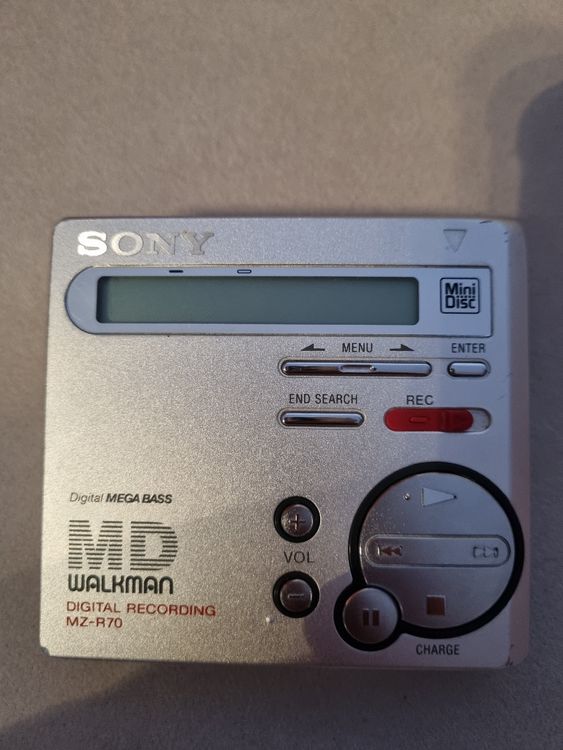 SONY
Mini
Disc
MENU
ENTER
END SEARCH
REC
Digital MEGA BASS
MD
WALKMAN
VOL
DIGITAL RECORDING
MZ-R70
CHARGE